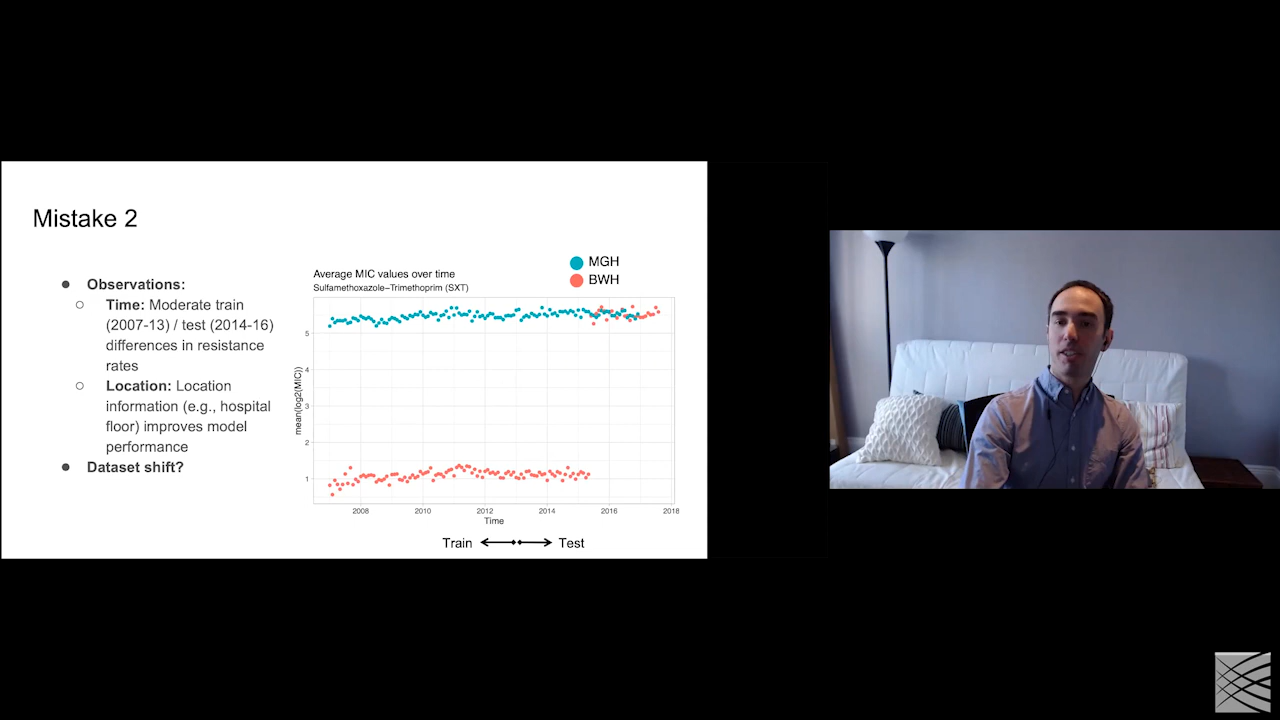 Mistake 2
● Observations:
○ Time: Moderate train
(2007-13) / test (2014-16)
differences in resistance
rates
○ Location: Location
information (e.g., hospital
floor) improves model
performance
● Dataset shift?
MGH
BWH
Average MIC values over time
Sulfamethoxazole–Trimethoprim (SXT)
mean(log2(MIC))
5
4
3
2
1
2008 2010 2012 2014 2016 2018
Time
Train Test